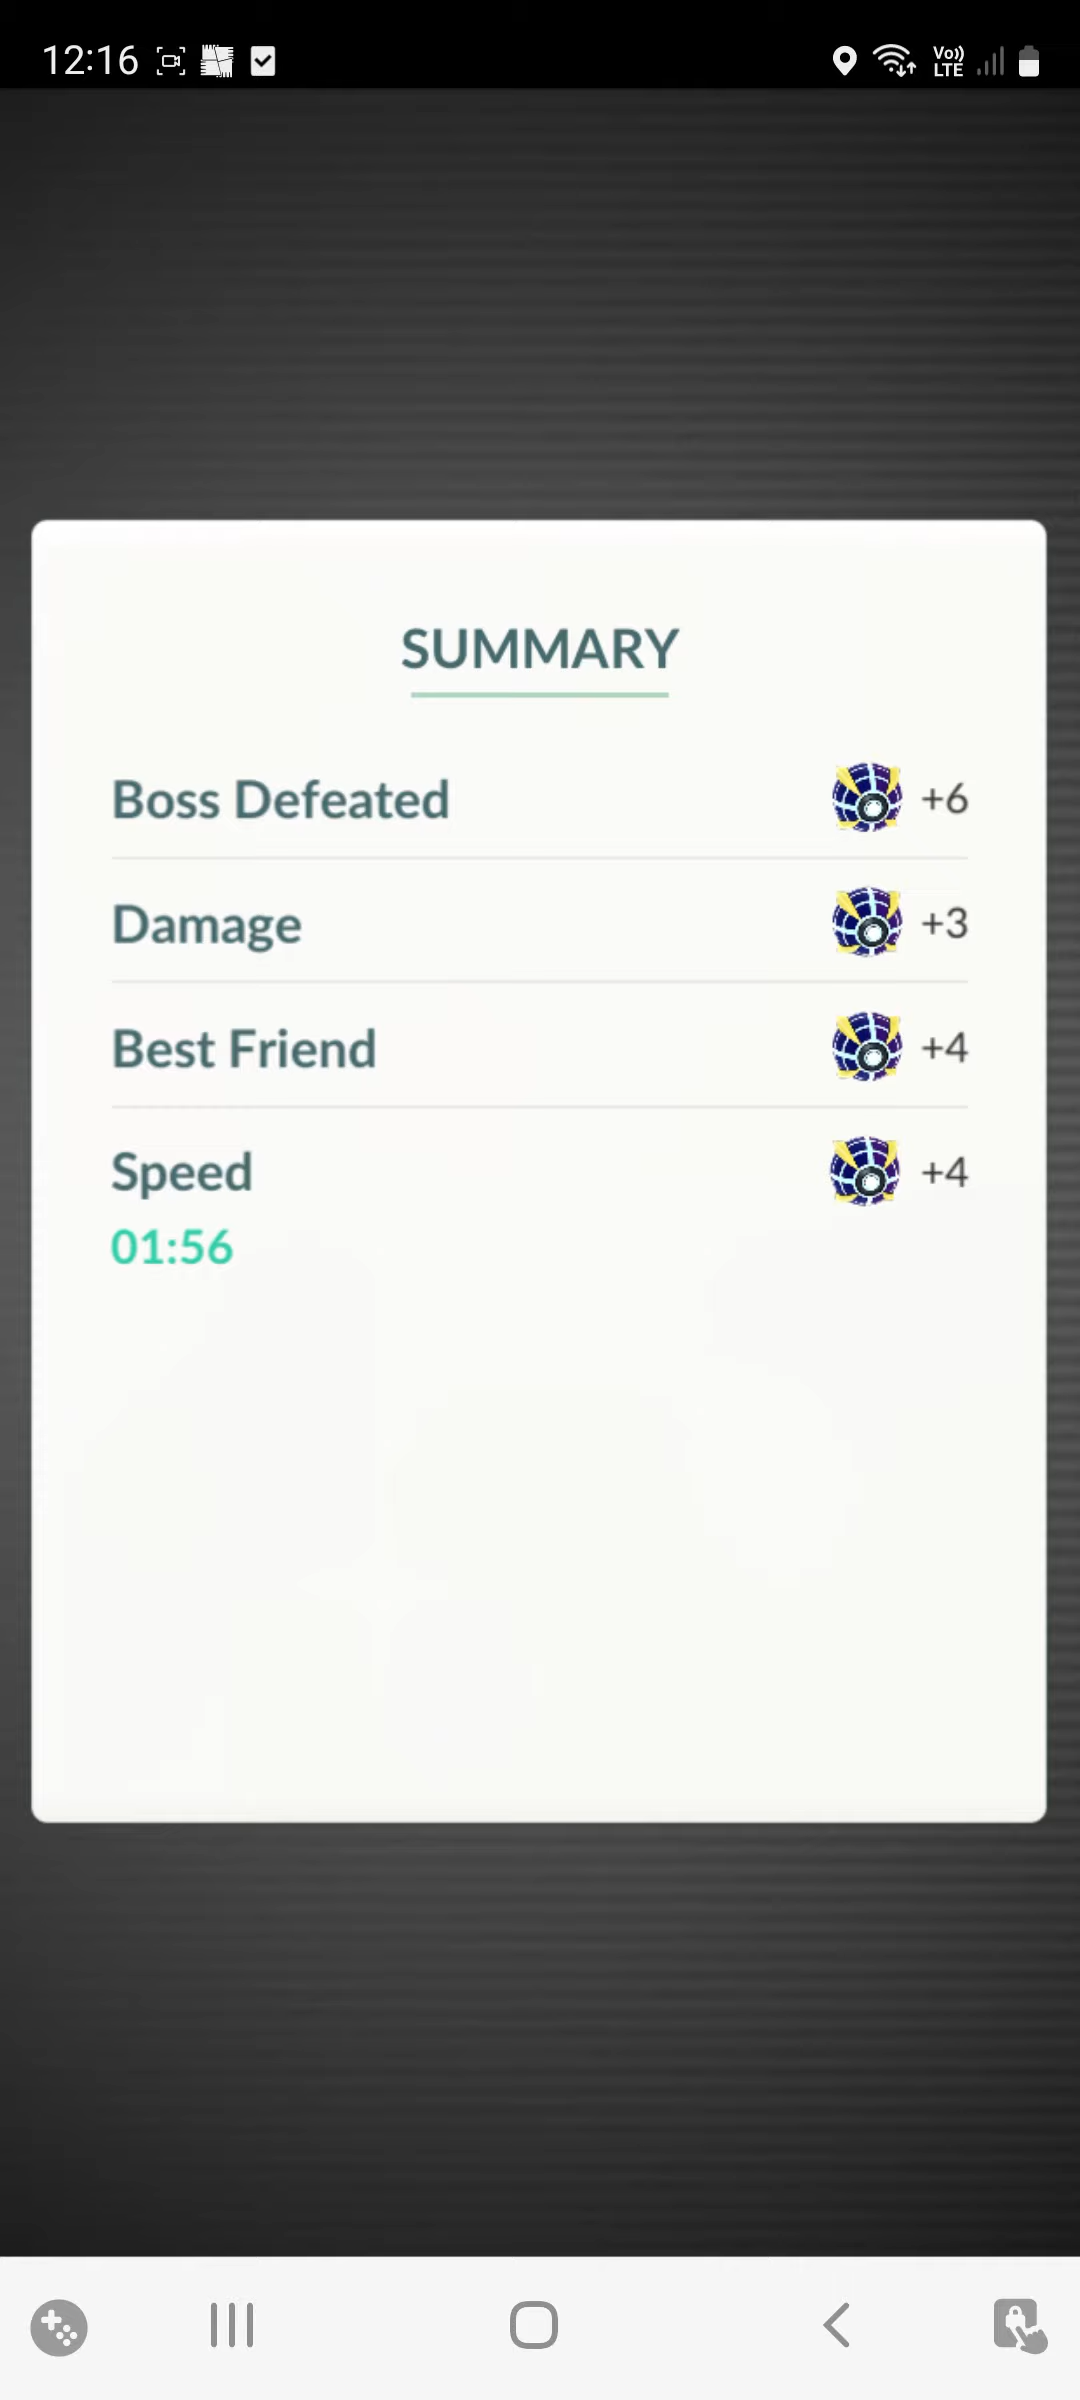 12:16
Vo))
LTE
SUMMARY
Boss Defeated +6
Damage +3
Best Friend +4
Speed +4
01:56